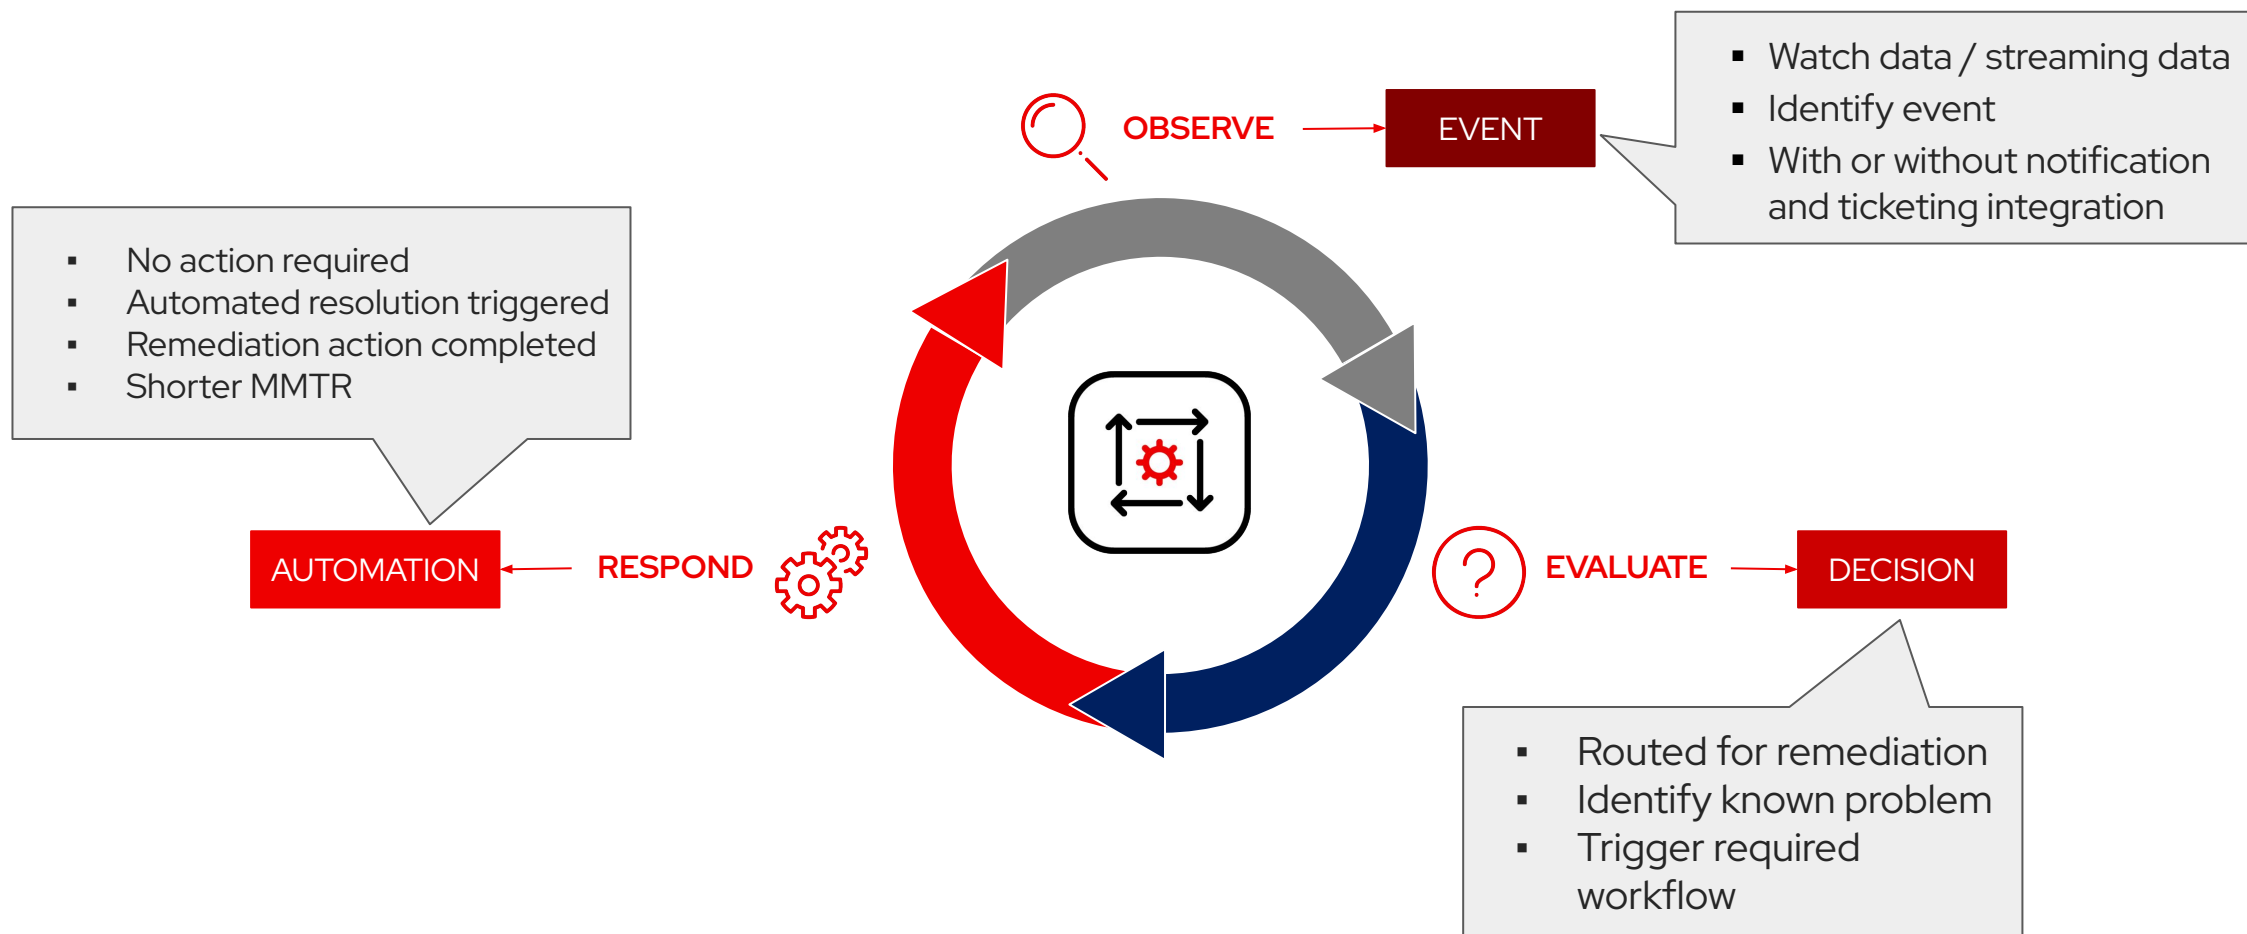 OBSERVE
EVENT
▪ Watch data / streaming data
▪ Identify event
▪ With or without notification
and ticketing integration
▪ No action required
▪ Automated resolution triggered
▪ Remediation action completed
▪ Shorter MMTR
AUTOMATION
RESPOND
?
EVALUATE
DECISION
▪ Routed for remediation
▪ Identify known problem
▪ Trigger required
workflow